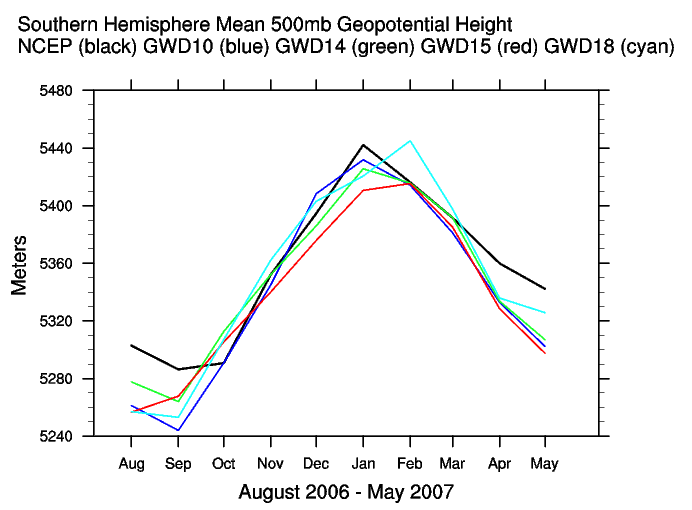 Southern Hemisphere Mean 500mb Geopotential Height
NCEP (black) GWD10 (blue) GWD14 (green) GWD15 (red) GWD18 (cyan)
5480
5440
5400
5360
5320
5280
5240
Meters
Aug Sep Oct Nov Dec Jan Feb Mar Apr May
August 2006 - May 2007